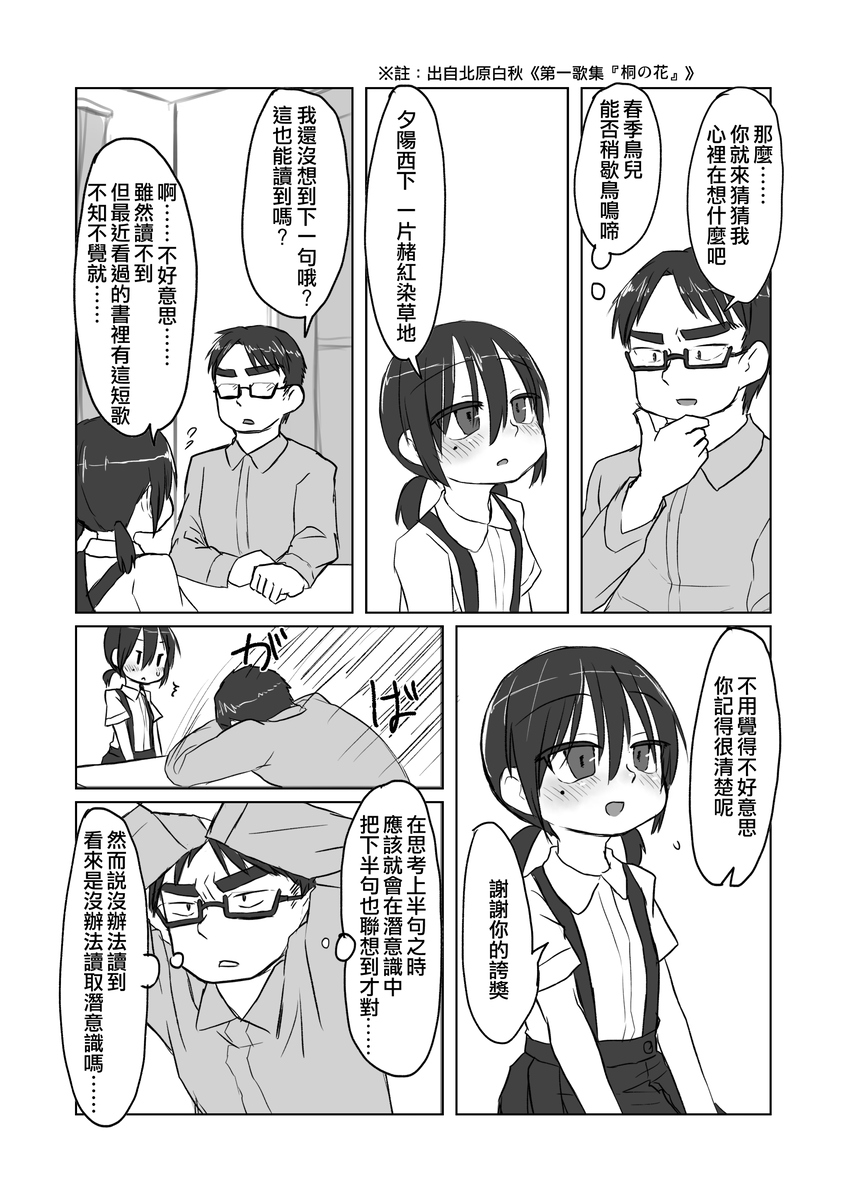 ※註：出自北原白秋《第一歌集『桐の花』》
那麼⋯⋯
你就來猜猜我
心裡在想什麼吧
春季鳥兒
能否稍歇鳥鳴啼
夕陽西下 一片赭紅染草地
我還沒想到下一句哦？
這也能讀到嗎？
啊⋯⋯不好意思⋯⋯
雖然讀不到
但最近看過的書裡有這短歌
不知不覺就⋯⋯
不用覺得不好意思
你記得很清楚呢
謝謝你的誇獎
がば
在思考上半句之時
應該就會在潛意識中
把下半句也聯想到才對⋯⋯
然而説沒辦法讀到
看來是沒辦法讀取潛意識嗎⋯⋯